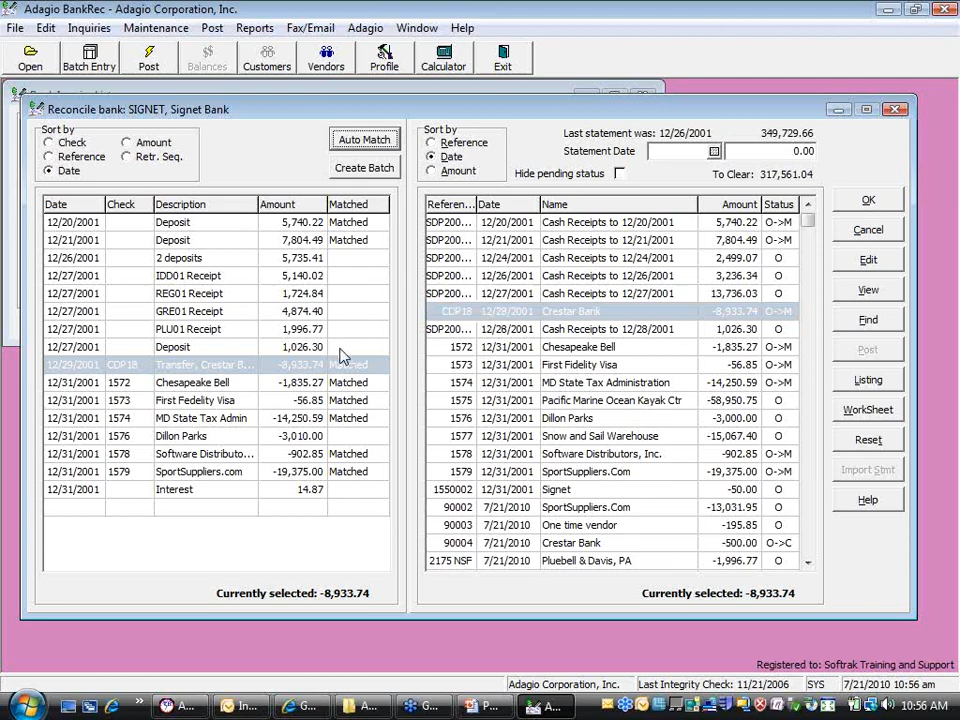 Adagio BankRec - Adagio Corporation, Inc.
File Edit Inquiries Maintenance Post Reports Fax/Email Adagio Window Help
Open Batch Entry Post Balances Customers Vendors Profile Calculator Exit
Reconcile bank: SIGNET, Signet Bank
Sort by
Check Amount
Reference Retr. Seq.
Date
Auto Match
Create Batch
Date Check Description Amount Matched
12/20/2001 Deposit 5,740.22 Matched
12/21/2001 Deposit 7,804.49 Matched
12/26/2001 2 deposits 5,735.41
12/27/2001 IDD01 Receipt 5,140.02
12/27/2001 REG01 Receipt 1,724.84
12/27/2001 GRE01 Receipt 4,874.40
12/27/2001 PLU01 Receipt 1,996.77
12/27/2001 Deposit 1,026.30
12/29/2001 CDP18 Transfer, Crestar B... -8,933.74 Matched
12/31/2001 1572 Chesapeake Bell -1,835.27 Matched
12/31/2001 1573 First Fedelity Visa -56.85 Matched
12/31/2001 1574 MD State Tax Admin -14,250.59 Matched
12/31/2001 1576 Dillon Parks -3,010.00
12/31/2001 1578 Software Distributo... -902.85 Matched
12/31/2001 1579 SportSuppliers.com -19,375.00 Matched
12/31/2001 Interest 14.87
Currently selected: -8,933.74
Sort by
Reference
Date
Amount
Last statement was: 12/26/2001 349,729.66
Statement Date 0.00
Hide pending status To Clear: 317,561.04
Referen... Date Name Amount Status
SDP200... 12/20/2001 Cash Receipts to 12/20/2001 5,740.22 O->M
SDP200... 12/21/2001 Cash Receipts to 12/21/2001 7,804.49 O->M
SDP200... 12/24/2001 Cash Receipts to 12/24/2001 2,499.07 O
SDP200... 12/26/2001 Cash Receipts to 12/26/2001 3,236.34 O
SDP200... 12/27/2001 Cash Receipts to 12/27/2001 13,736.03 O
CDP18 12/28/2001 Crestar Bank -8,933.74 O->M
SDP200... 12/28/2001 Cash Receipts to 12/28/2001 1,026.30 O
1572 12/31/2001 Chesapeake Bell -1,835.27 O->M
1573 12/31/2001 First Fidelity Visa -56.85 O->M
1574 12/31/2001 MD State Tax Administration -14,250.59 O->M
1575 12/31/2001 Pacific Marine Ocean Kayak Ctr -58,950.75 O
1576 12/31/2001 Dillon Parks -3,000.00 O
1577 12/31/2001 Snow and Sail Warehouse -15,067.40 O
1578 12/31/2001 Software Distributors, Inc. -902.85 O->M
1579 12/31/2001 SportSuppliers.Com -19,375.00 O->M
1550002 12/31/2001 Signet -50.00 O
90002 7/21/2010 SportSuppliers.Com -13,031.95 O
90003 7/21/2010 One time vendor -195.85 O
90004 7/21/2010 Crestar Bank -500.00 O->C
2175 NSF 7/21/2010 Pluebell & Davis, PA -1,996.77 O
Currently selected: -8,933.74
OK
Cancel
Edit
View
Find
Post
Listing
WorkSheet
Reset
Import Stmt
Help
Registered to: Softrak Training and Support
Adagio Corporation, Inc. Last Integrity Check: 11/21/2006 SYS 7/21/2010 10:56 am
A... In... G... A... G... P... A... 10:56 AM